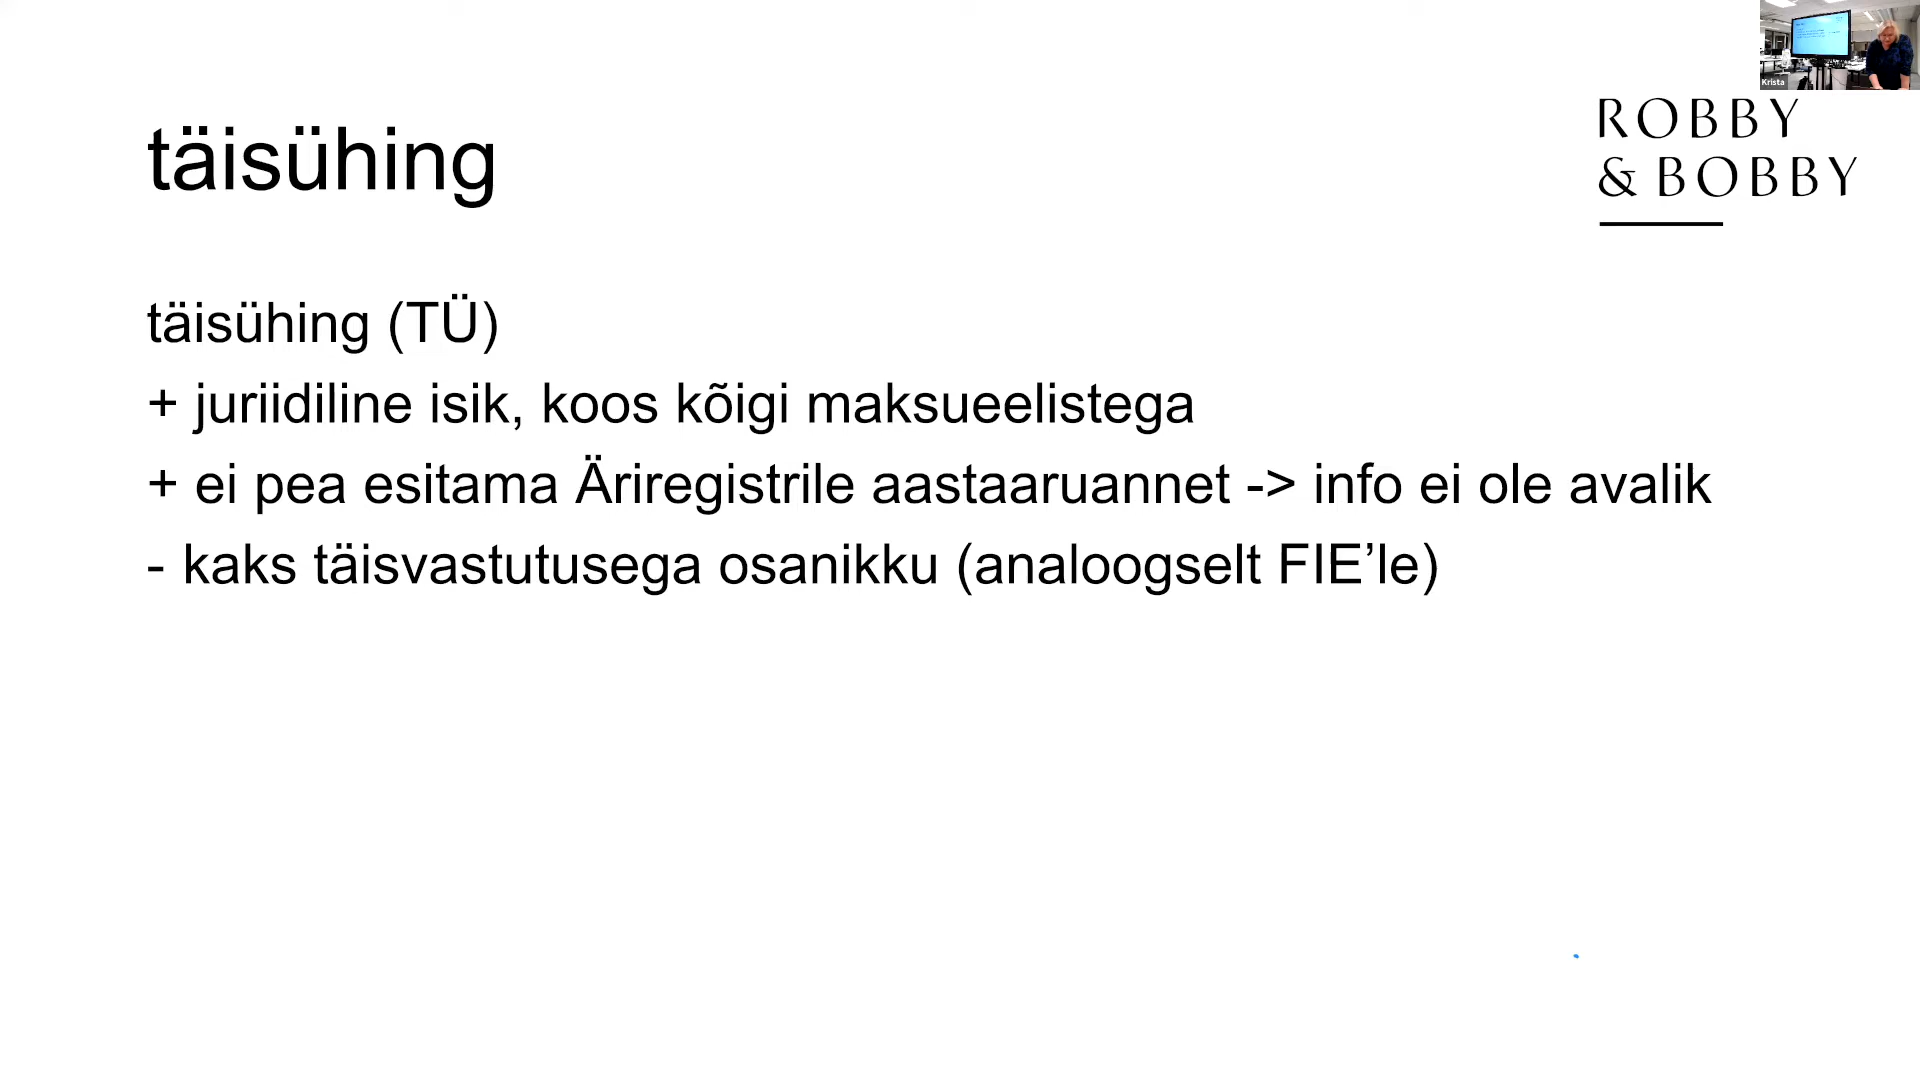 Krista
ROBBY
& BOBBY
täisühing
täisühing (TÜ)
+ juriidiline isik, koos kõigi maksueelistega
+ ei pea esitama Äriregistrile aastaaruannet -> info ei ole avalik
- kaks täisvastutusega osanikku (analoogselt FIE’le)